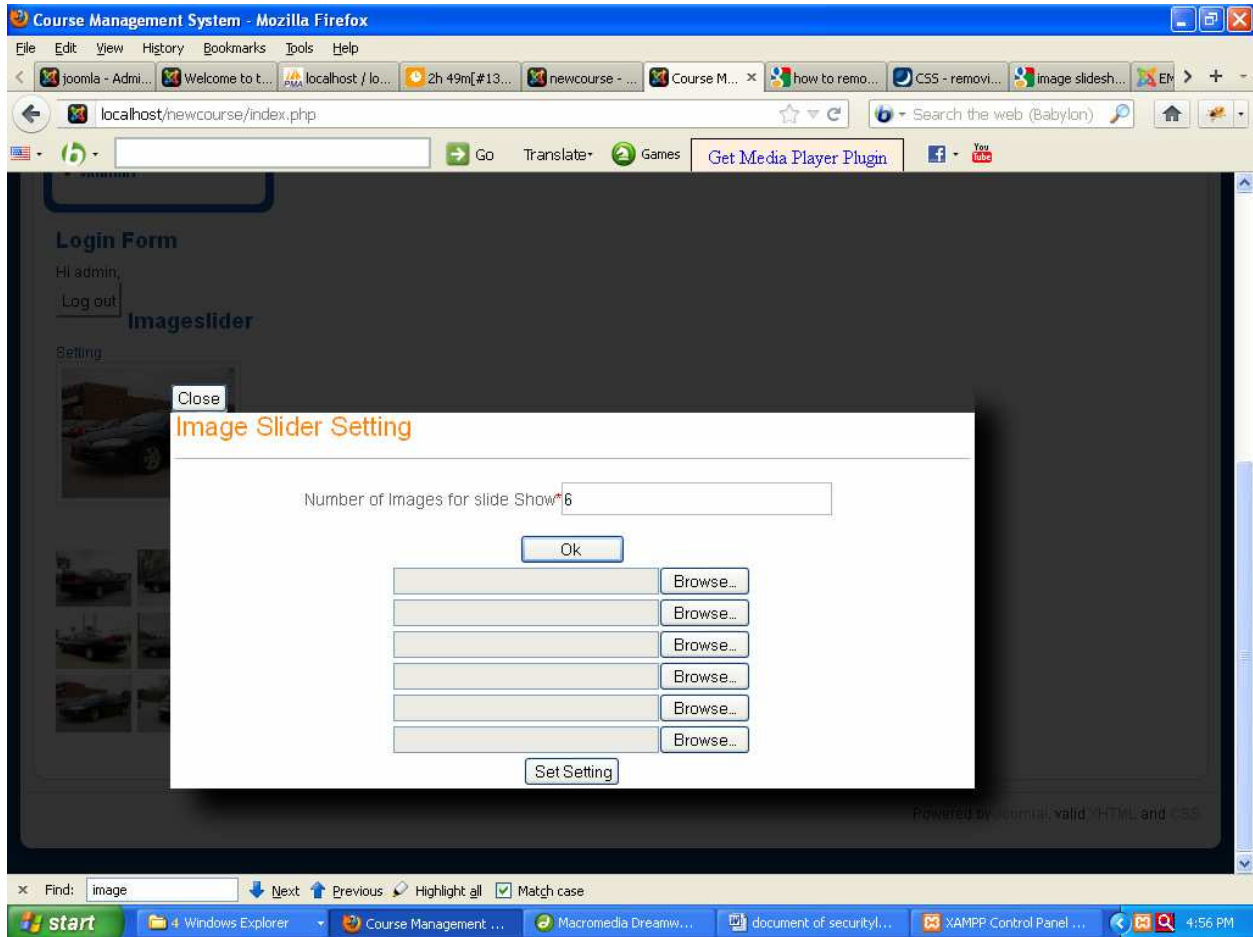 Course Management System - Mozilla Firefox
File Edit View History Bookmarks Tools Help
joomla - Admi... Welcome to t... localhost / lo... 2h 49m[#13... newcourse - ... Course M... how to remo... CSS - removi... image slidesh...
localhost/newcourse/index.php Search the web (Babylon)
Go Translate Games Get Media Player Plugin You Tube
Login Form
Hi admin,
Log out
Imageslider
Setting
Close
Image Slider Setting
Number of Images for slide Show* 6
Ok
Browse...
Browse...
Browse...
Browse...
Browse...
Browse...
Set Setting
Powered by valid XHTML and CSS
Find: image Next Previous Highlight all Match case
start 4 Windows Explorer Course Management ... Macromedia Dreamw... document of securityl... XAMPP Control Panel ... 4:56 PM